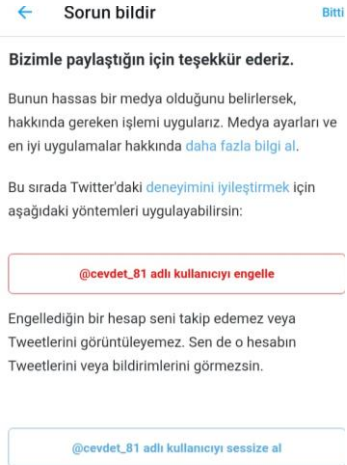 Sorun bildir
Bitti
Bizimle paylaştığın için teşekkür ederiz.
Bunun hassas bir medya olduğunu belirlersek,
hakkında gereken işlemi uygularız. Medya ayarları ve
en iyi uygulamalar hakkında daha fazla bilgi al.
Bu sırada Twitter'daki deneyimini iyileştirmek için
aşağıdaki yöntemleri uygulayabilirsin:
@cevdet_81 adlı kullanıcıyı engelle
Engellediğin bir hesap seni takip edemez veya
Tweetlerini görüntüleyemez. Sen de o hesabın
Tweetlerini veya bildirimlerini görmezsin.
@cevdet_81 adlı kullanıcıyı sessize al